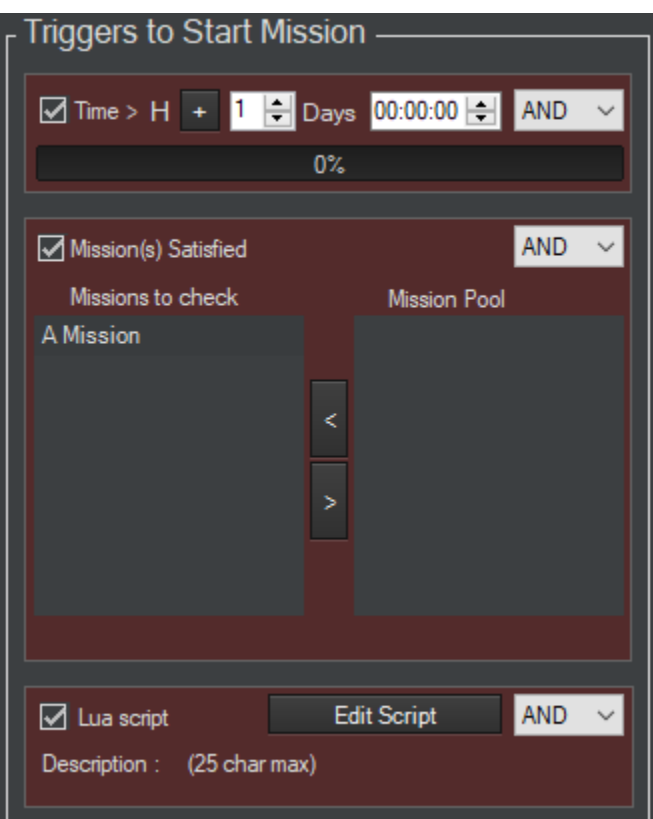 Triggers to Start Mission
Time > H + 1 Days 00:00:00 AND
0%
Mission(s) Satisfied AND
Missions to check Mission Pool
A Mission
<
>
Lua script Edit Script AND
Description : (25 char max)